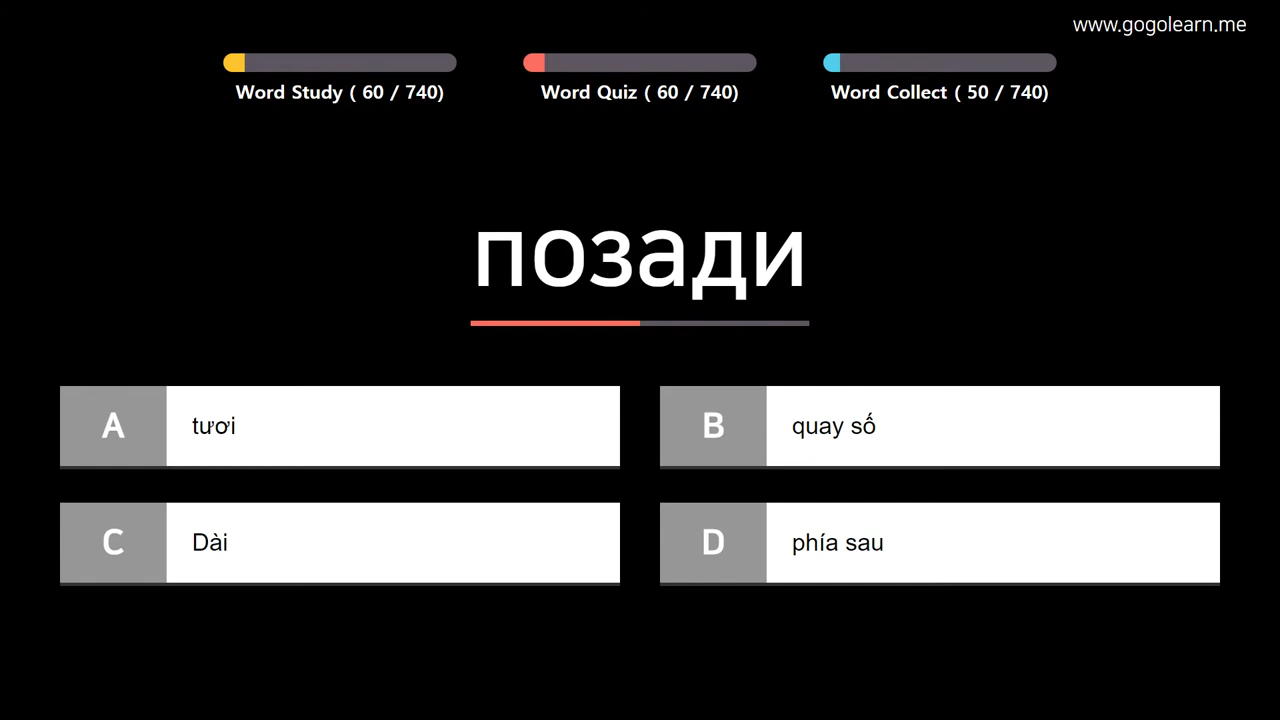 www.gogolearn.me
Word Study ( 60 / 740)
Word Quiz ( 60 / 740)
Word Collect ( 50 / 740)
позади
A tươi
B quay số
C Dài
D phía sau